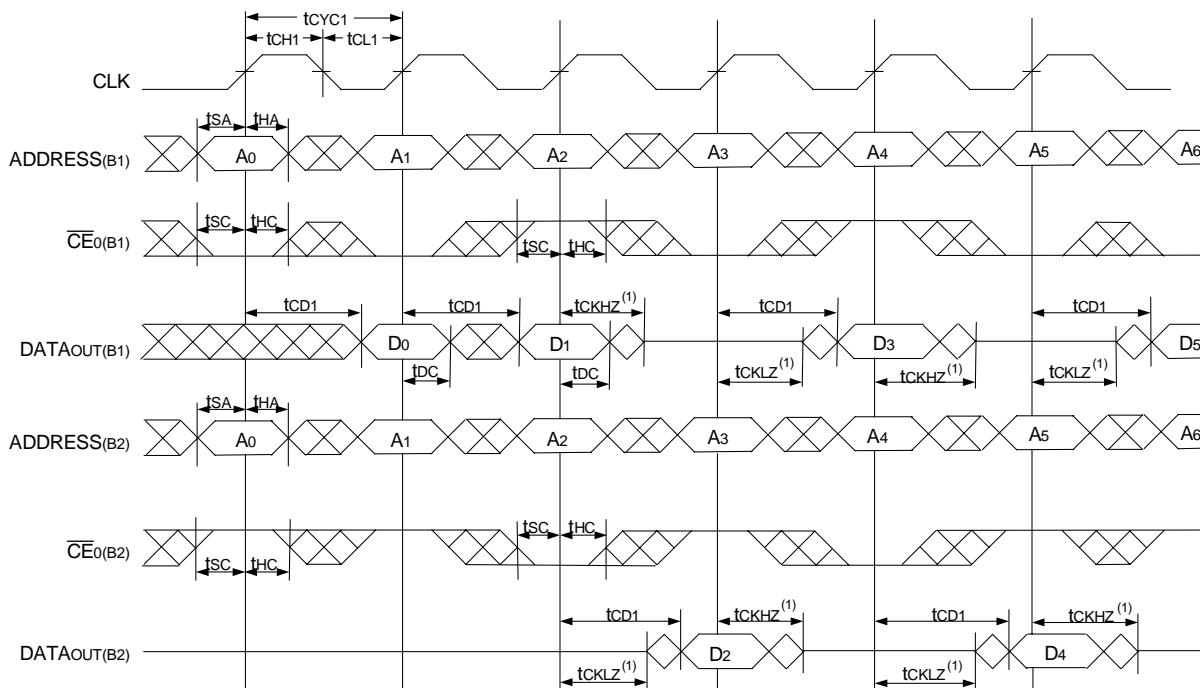 tCYC1
tCH1 tCL1
CLK
tSA tHA
ADDRESS(B1) A0 A1 A2 A3 A4 A5 A6
tSC tHC
CE0(B1)
tSC tHC
tCD1 tCD1 tCKHZ(1) tCD1 tCD1
DATAOUT(B1) D0 D1 D3 D5
tDC tDC tCKLZ(1) tCKHZ(1) tCKLZ(1)
tSA tHA
ADDRESS(B2) A0 A1 A2 A3 A4 A5 A6
tSC tHC
CE0(B2)
tSC tHC
tCD1 tCKHZ(1) tCD1 tCKHZ(1)
DATAOUT(B2) D2 D4
tCKLZ(1) tCKLZ(1)